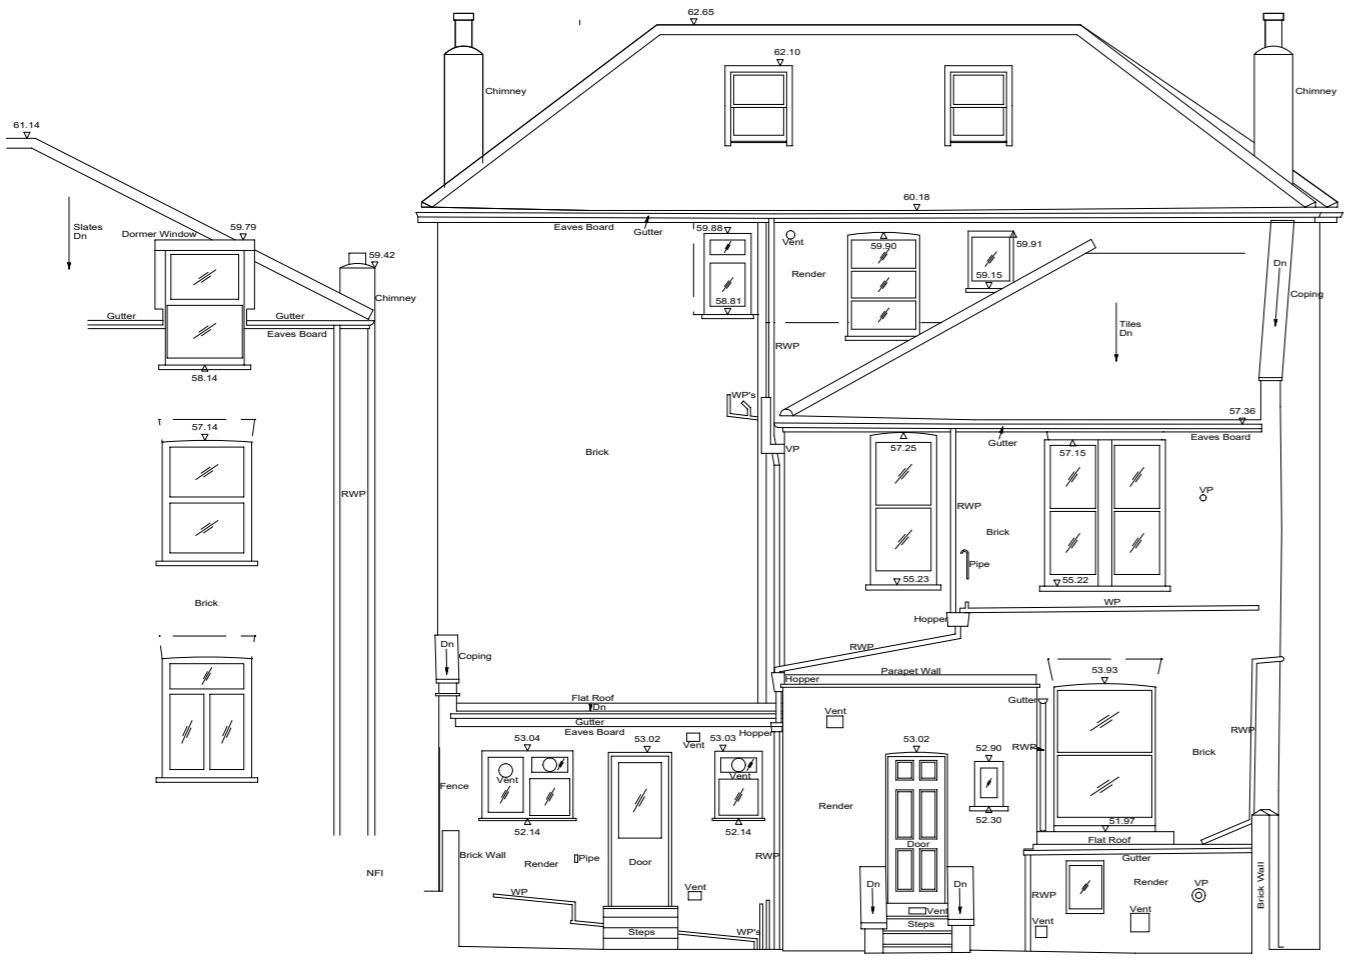 62.65
62.10
Chimney
Chimney
61.14
60.18
Slates
Dn
Dormer Window
59.79
Eaves Board
Gutter
59.88
Vent
59.90
59.91
59.42
Render
59.15
Dn
Chimney
58.81
Coping
Gutter
Gutter
Eaves Board
Tiles
Dn
RWP
58.14
WP's
57.36
57.14
Brick
VP
57.25
Gutter
57.15
Eaves Board
RWP
RWP
VP
Brick
Pipe
55.23
55.22
Brick
WP
Hopper
Dn
Coping
RWP
Parapet Wall
53.93
Hopper
Flat Roof
Dn
Gutter
Vent
Gutter
Eaves Board
Hopper
Vent
RWP
53.04
53.02
53.03
53.02
52.90
RWP
Brick
Vent
Vent
Fence
Render
52.30
51.97
52.14
52.14
Flat Roof
Door
Brick Wall
Render
Pipe
Door
RWP
Gutter
NFI
Dn
Dn
Render
VP
Brick Wall
WP
Vent
RWP
Vent
Vent
Vent
Steps
WP's
Steps